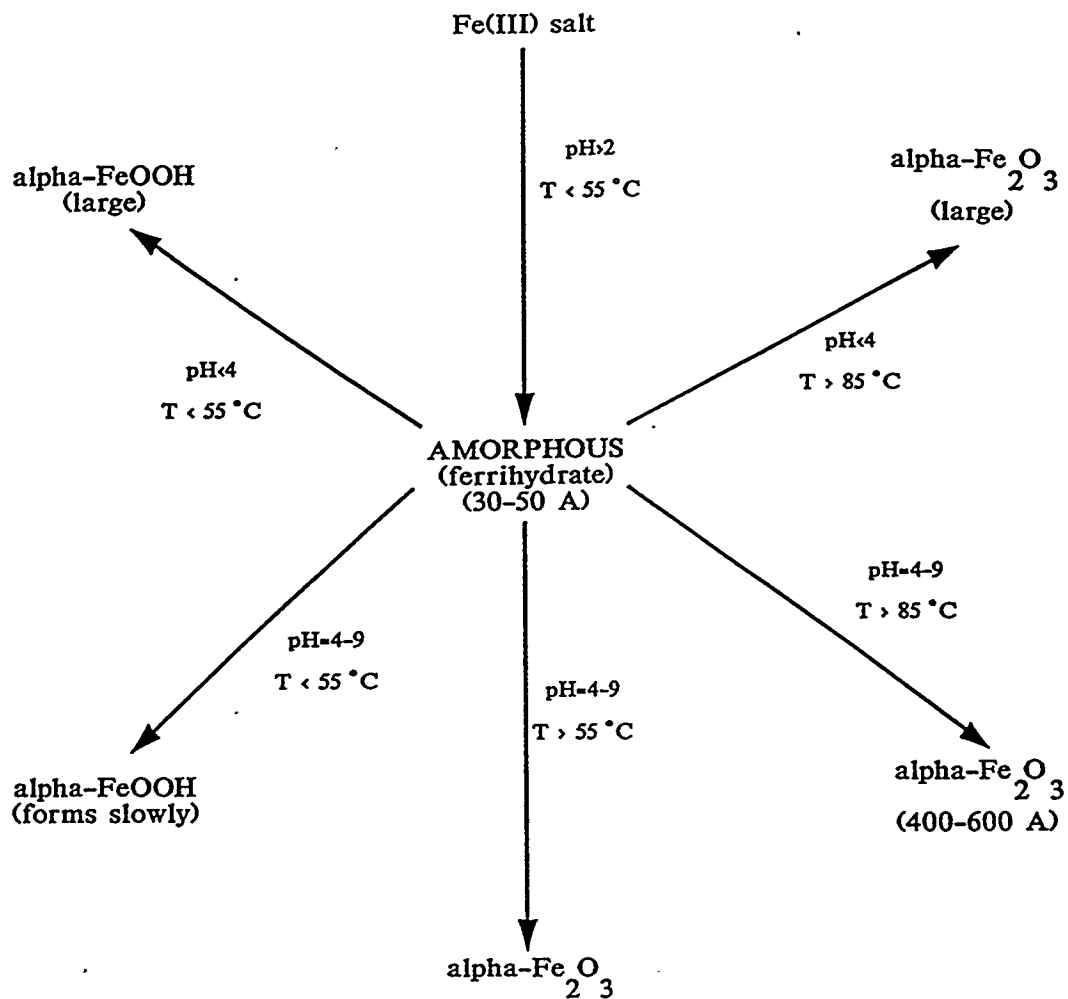 Fe(III) salt
pH>2
T < 55 °C
alpha-FeOOH
(large)
alpha-Fe2O3
(large)
pH<4
T < 55 °C
pH<4
T > 85 °C
AMORPHOUS
(ferrihydrate)
(30-50 A)
pH=4-9
T > 85 °C
pH=4-9
T < 55 °C
pH=4-9
T > 55 °C
alpha-FeOOH
(forms slowly)
alpha-Fe2O3
(400-600 A)
alpha-Fe2O3